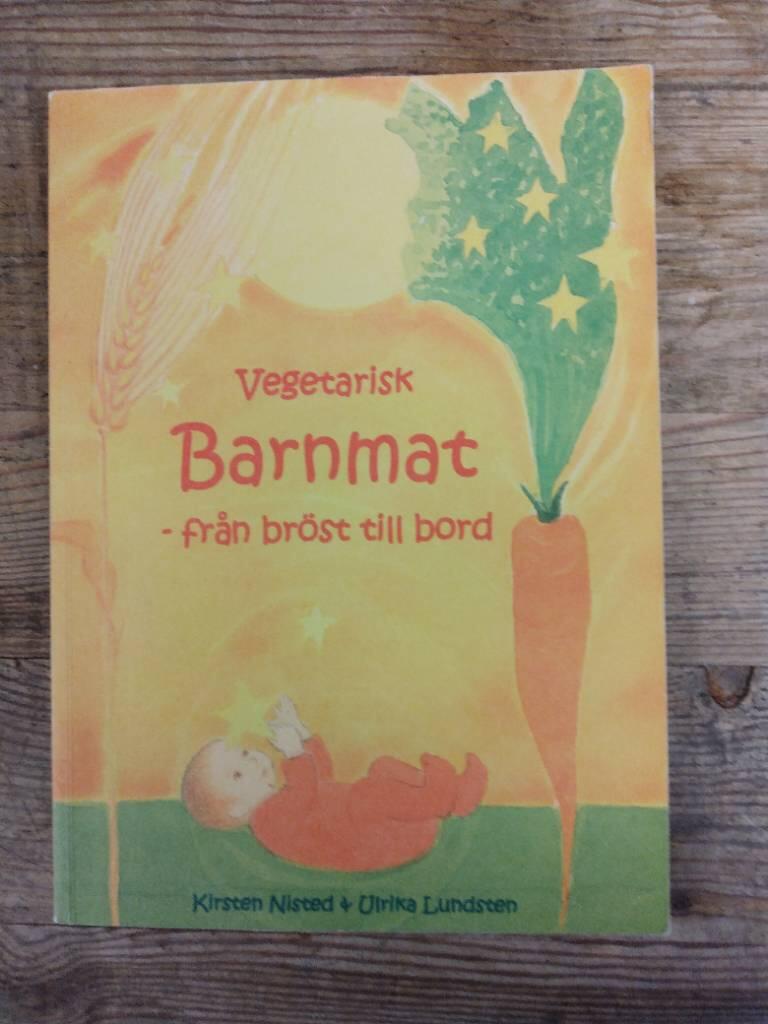 Vegetarisk
Barnmat
- från bröst till bord
Kirsten Nisted & Ulrika Lundsten